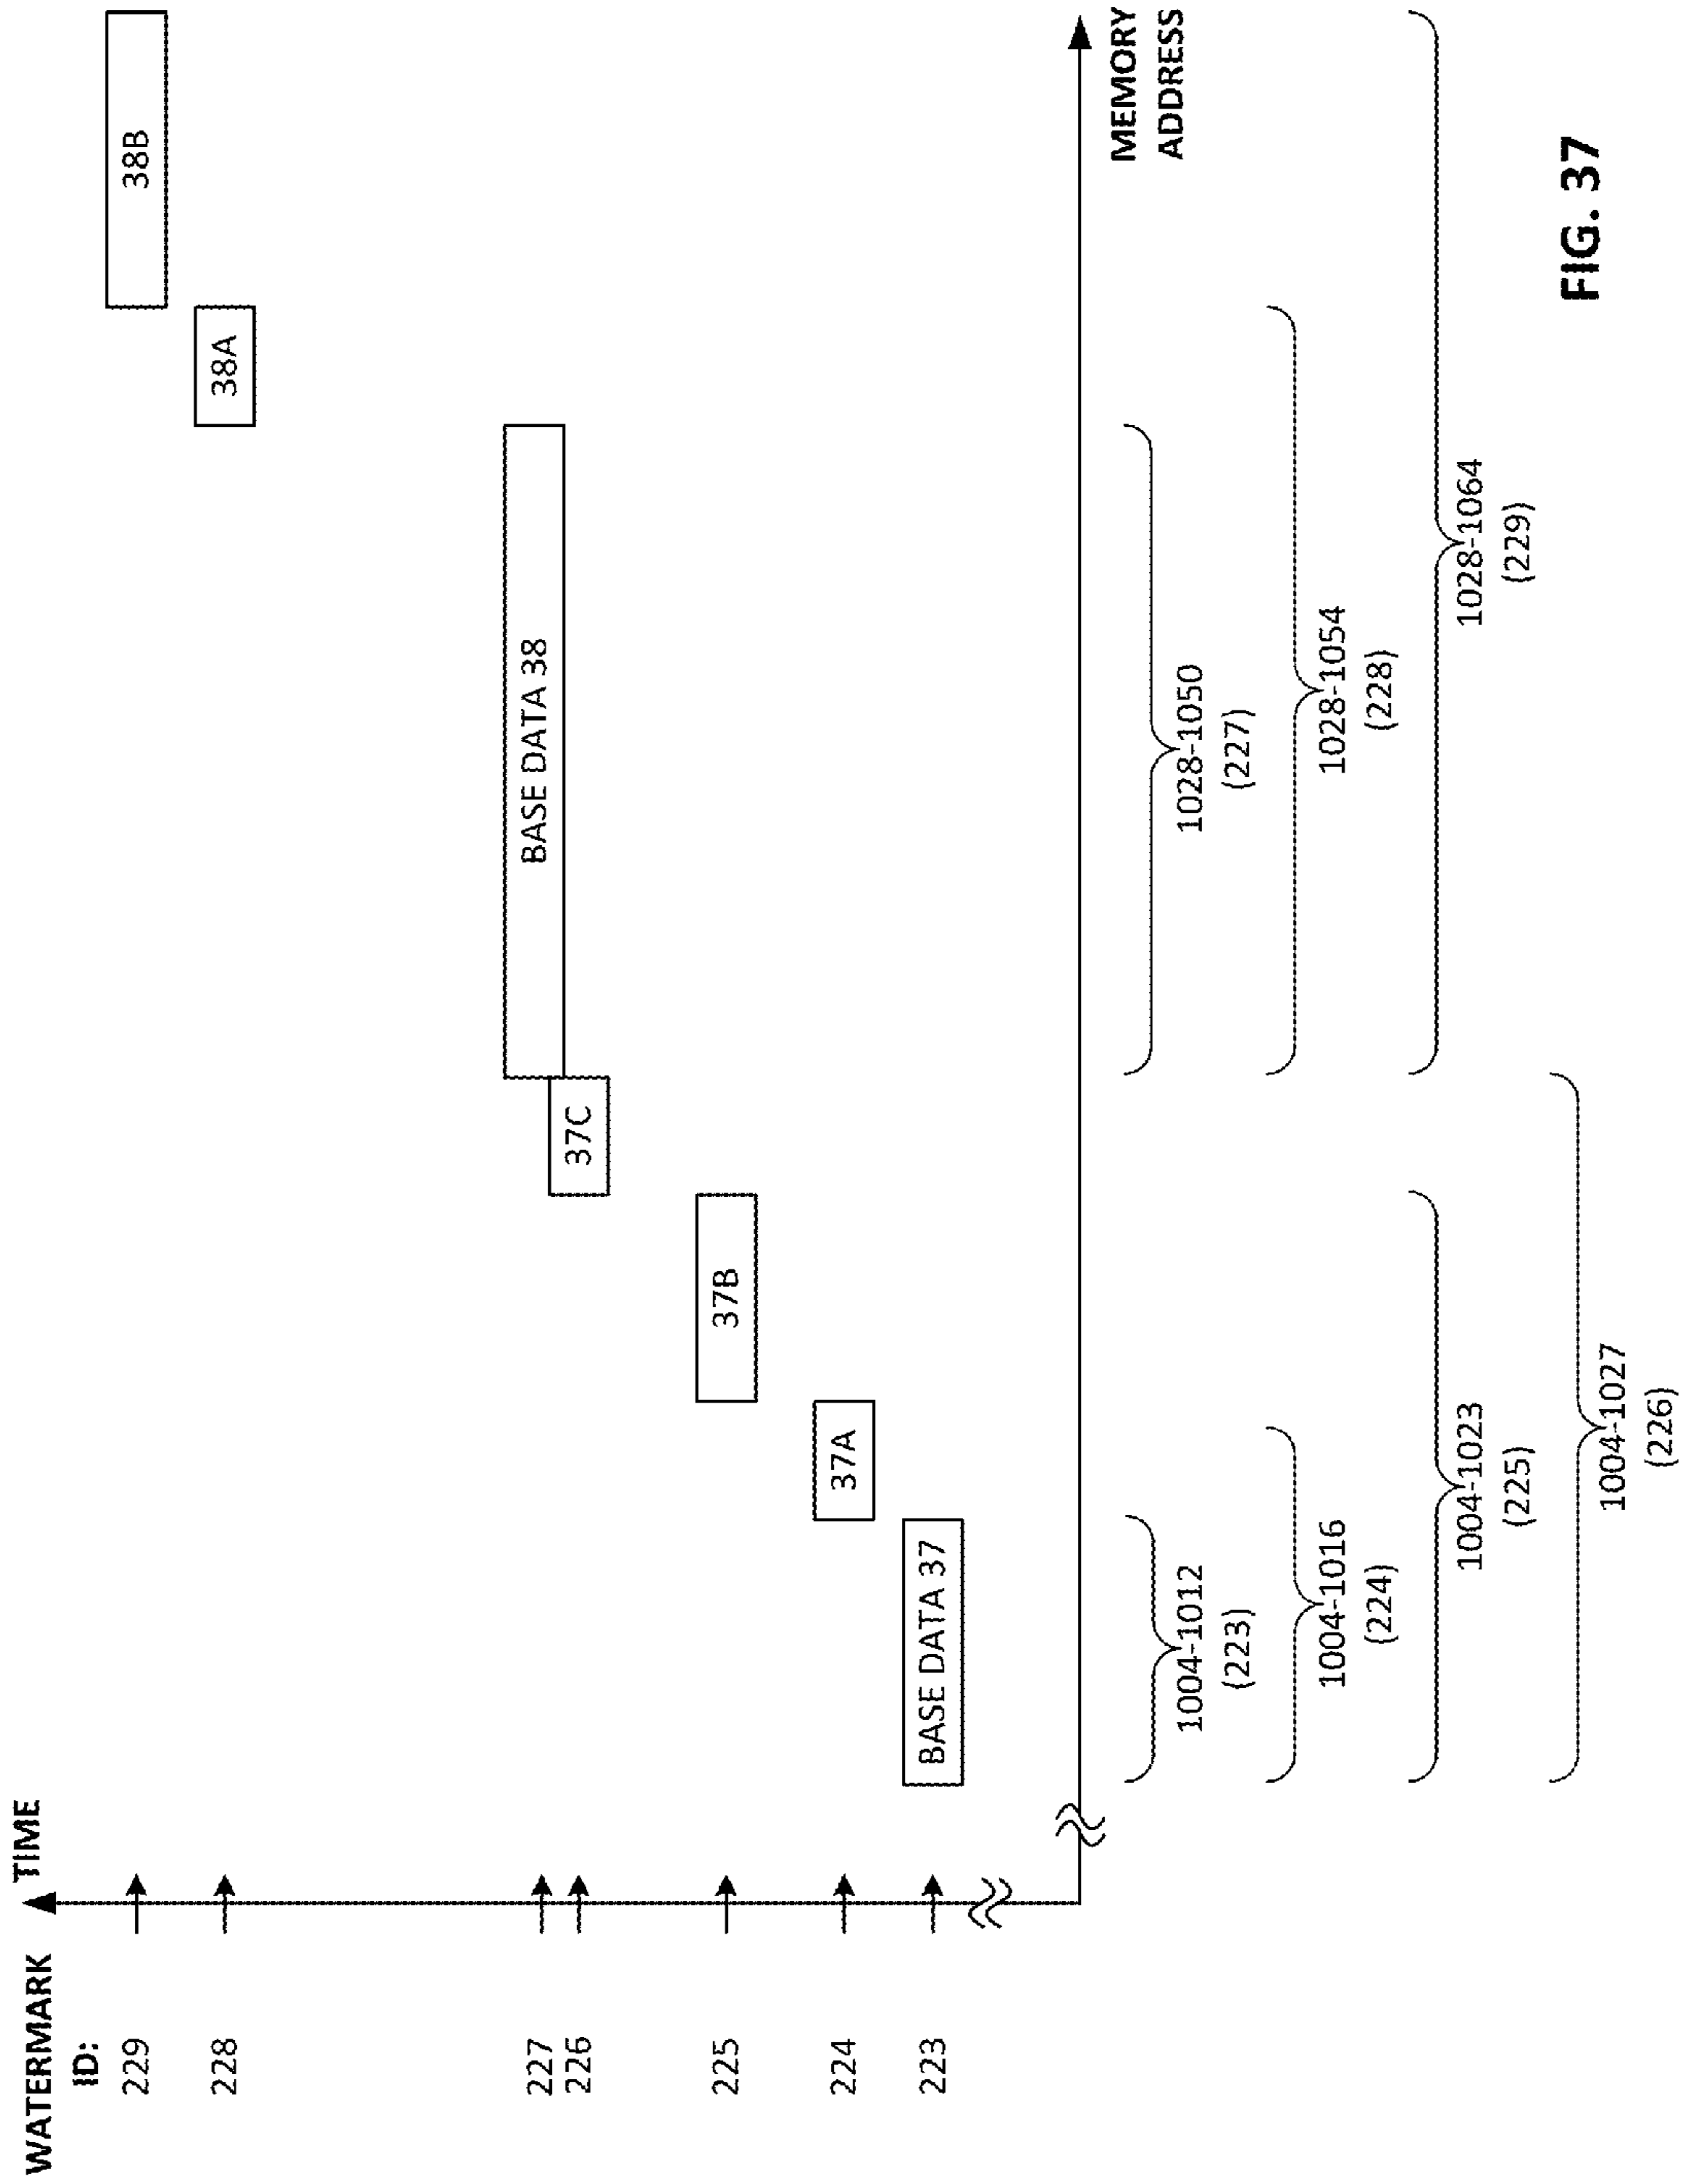 WATERMARK
ID:
TIME
229
38B
228
38A
227
BASE DATA 38
226
37C
225
37B
224
37A
223
BASE DATA 37
MEMORY
ADDRESS
1004-1012
(223)
1028-1050
(227)
1004-1016
(224)
1028-1054
(228)
1004-1023
(225)
1028-1064
(229)
1004-1027
(226)
FIG. 37